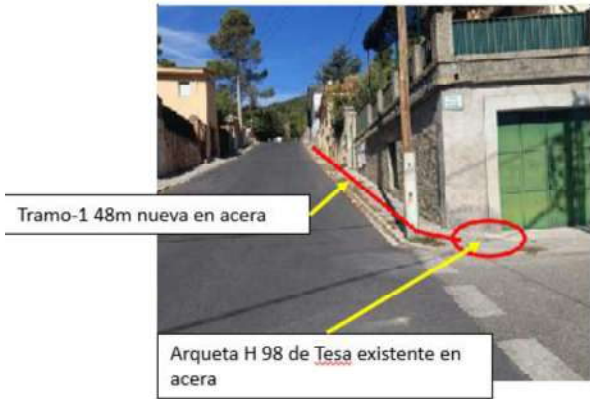 Tramo-1 48m nueva en acera
Arqueta H 98 de Tesa existente en
acera